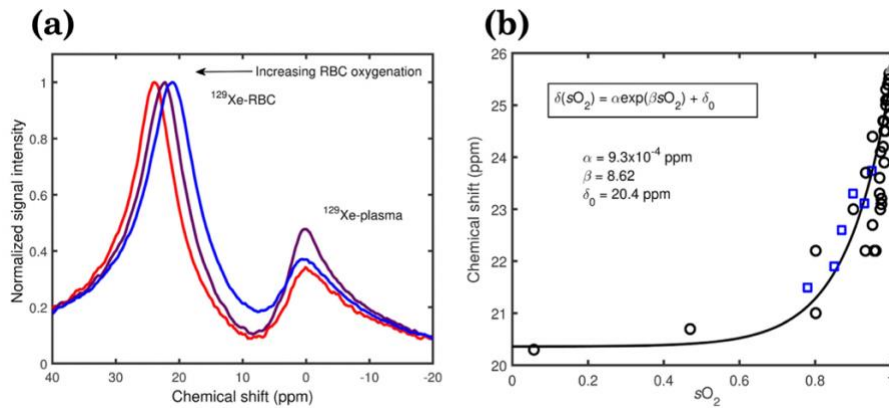 (a)
Increasing RBC oxygenation
¹²⁹Xe-RBC
¹²⁹Xe-plasma
Normalized signal intensity
1
0.8
0.6
0.4
0.2
0
40 30 20 10 0 -10 -20
Chemical shift (ppm)
(b)
δ(sO₂) = αexp(βsO₂) + δ₀
α = 9.3x10⁻⁴ ppm
β = 8.62
δ₀ = 20.4 ppm
Chemical shift (ppm)
26
25
24
23
22
21
20
0 0.2 0.4 0.6 0.8 1
sO₂